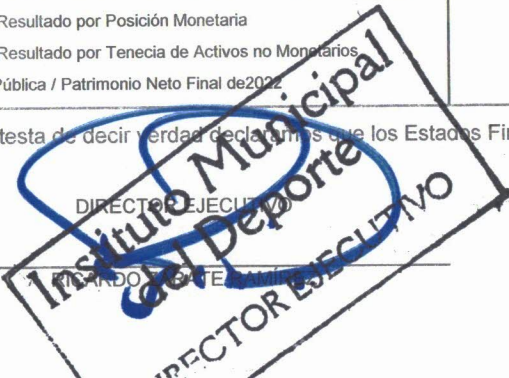 Resultado por Posición Monetaria
Resultado por Tenecia de Activos no Monetarios
Pública / Patrimonio Neto Final de2022
testa de decir verdad declaramos que los Estados Fin
DIRECTOR EJECUTIVO
RICARDO
Instituto Municipal
del Deporte
DIRECTOR EJECUTIVO